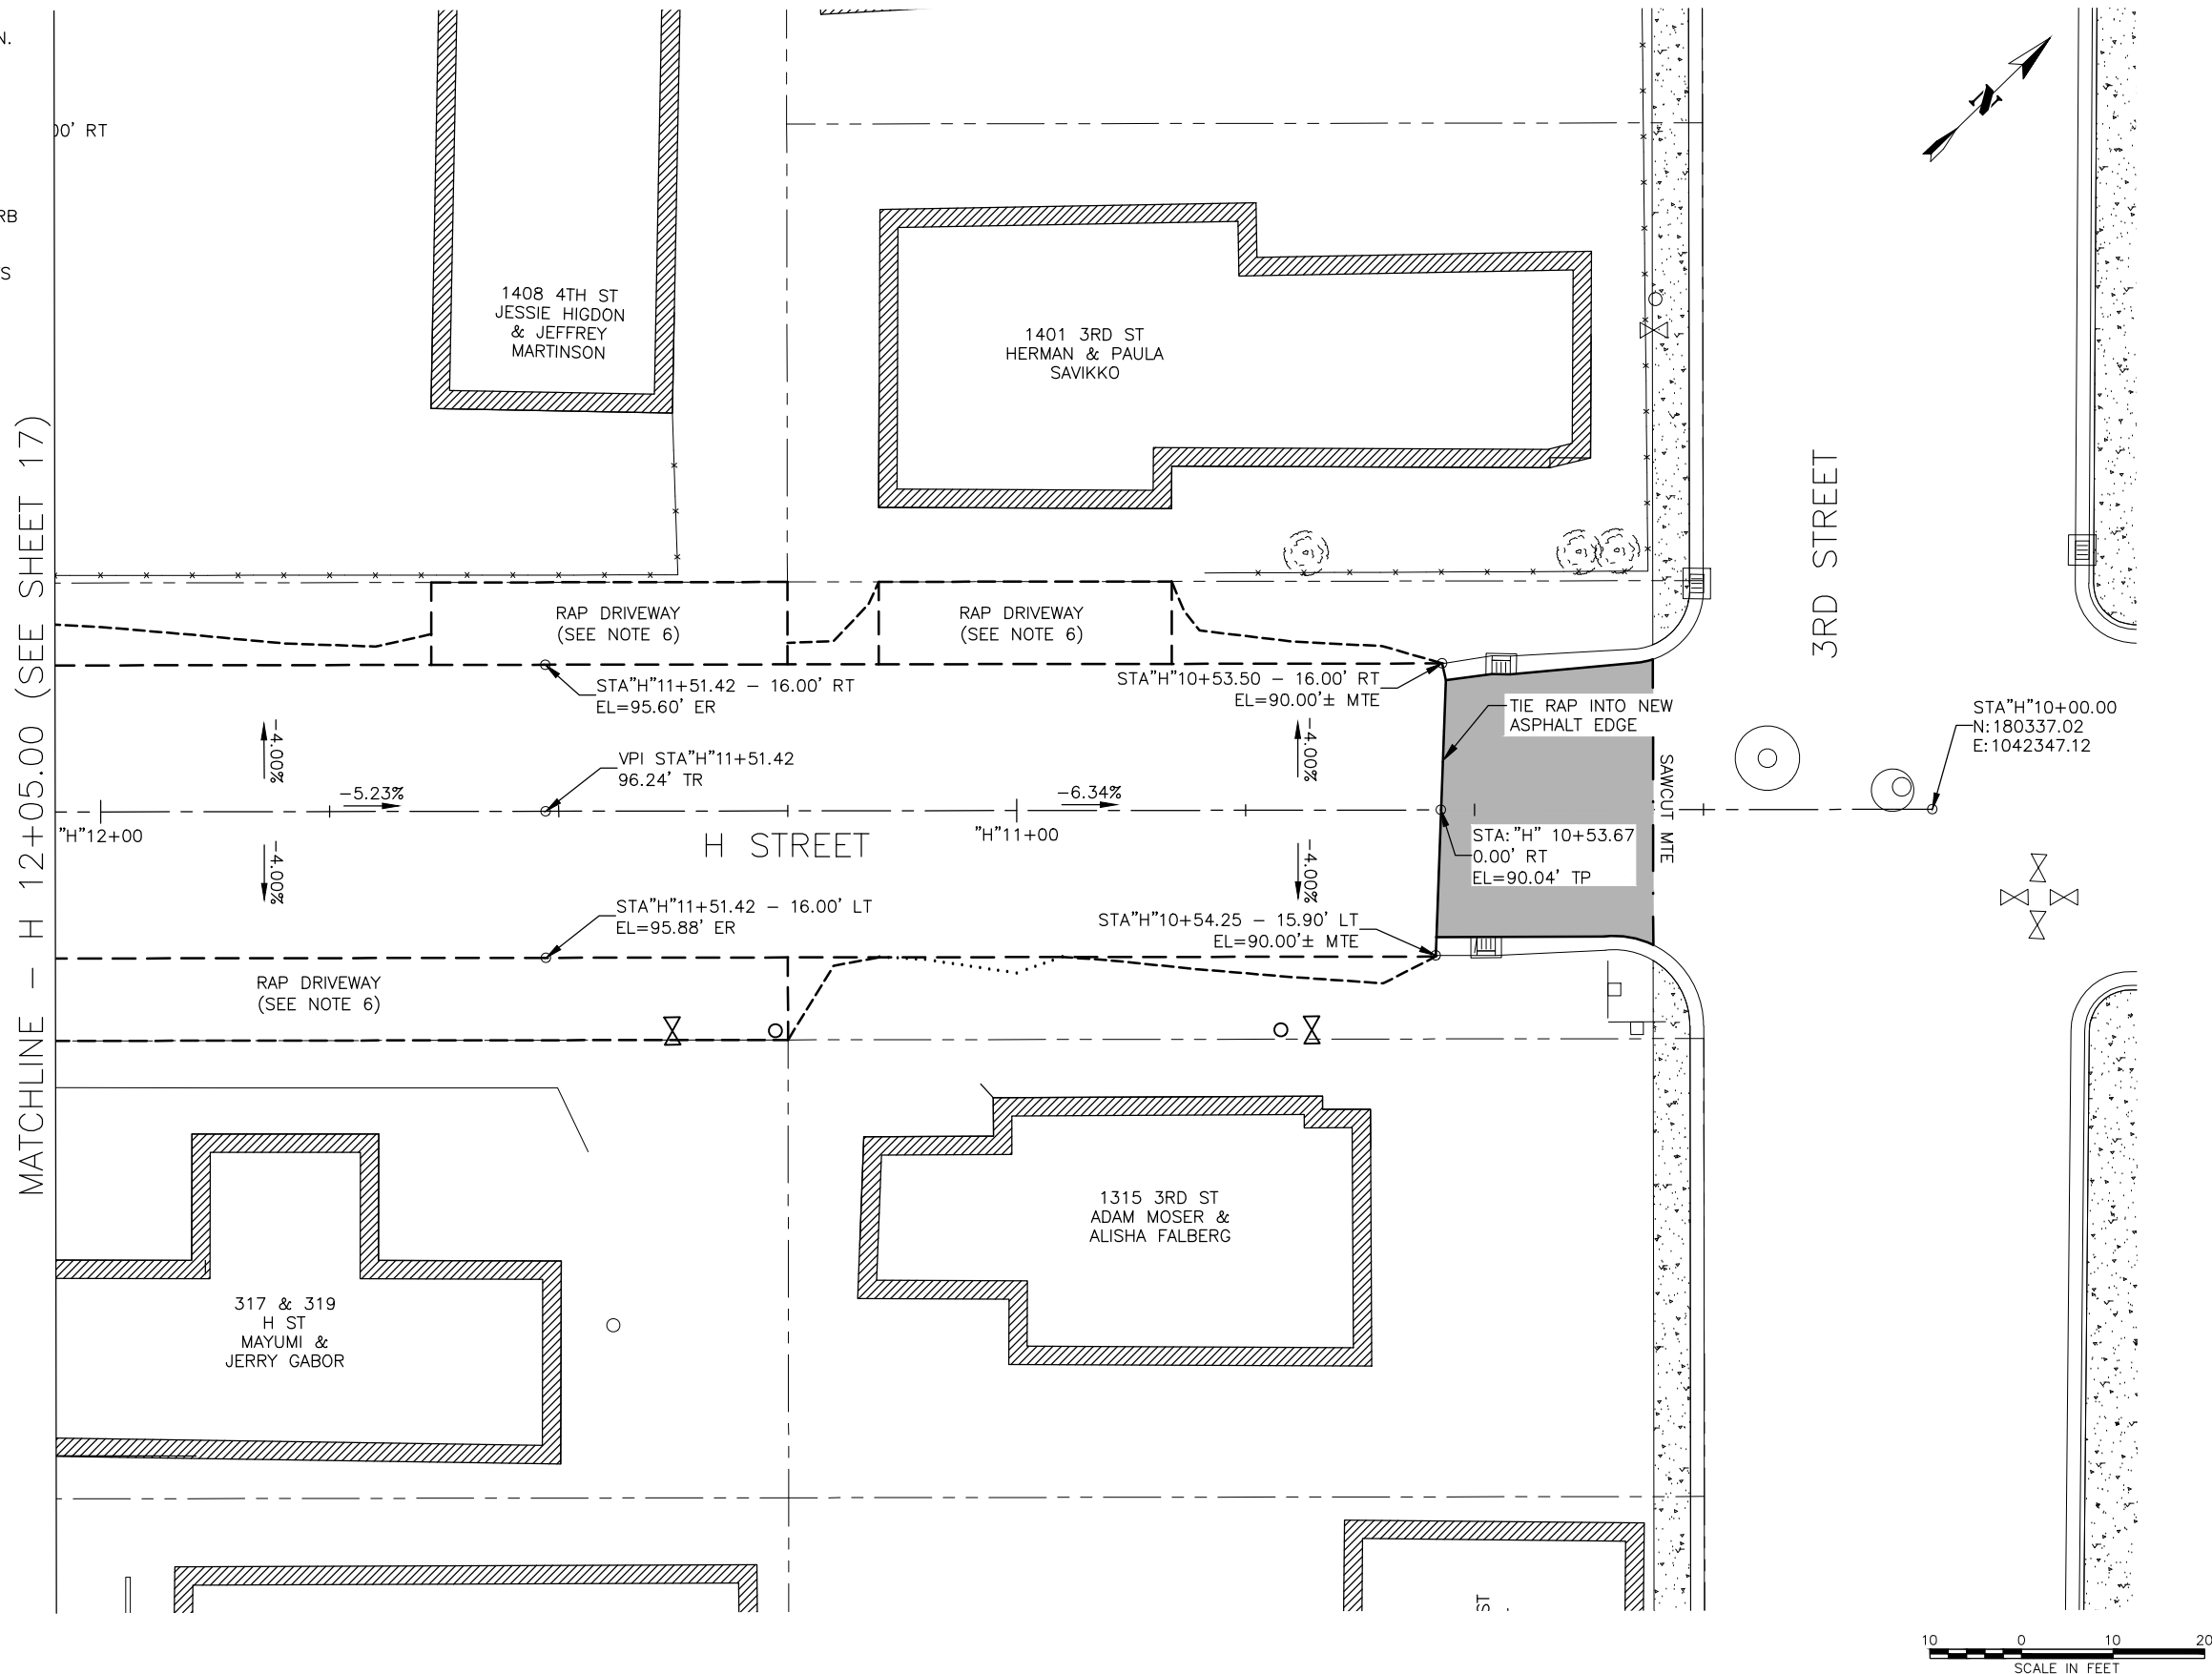 N.
00' RT
RB
S
MATCHLINE - H 12+05.00 (SEE SHEET 17)
N
1408 4TH ST
JESSIE HIGDON
& JEFFREY
MARTINSON
1401 3RD ST
HERMAN & PAULA
SAVIKKO
3RD STREET
RAP DRIVEWAY
(SEE NOTE 6)
RAP DRIVEWAY
(SEE NOTE 6)
STA"H"11+51.42 - 16.00' RT
EL=95.60' ER
STA"H"10+53.50 - 16.00' RT
EL=90.00'± MTE
TIE RAP INTO NEW
ASPHALT EDGE
STA"H"10+00.00
N:180337.02
E:1042347.12
-4.00%
VPI STA"H"11+51.42
96.24' TR
-4.00%
SAWCUT MTE
-5.23%
-6.34%
"H"12+00
H STREET
"H"11+00
STA:"H" 10+53.67
0.00' RT
EL=90.04' TP
-4.00%
-4.00%
STA"H"11+51.42 - 16.00' LT
EL=95.88' ER
STA"H"10+54.25 - 15.90' LT
EL=90.00'± MTE
RAP DRIVEWAY
(SEE NOTE 6)
1315 3RD ST
ADAM MOSER &
ALISHA FALBERG
317 & 319
H ST
MAYUMI &
JERRY GABOR
ST
10 0 10 20
SCALE IN FEET